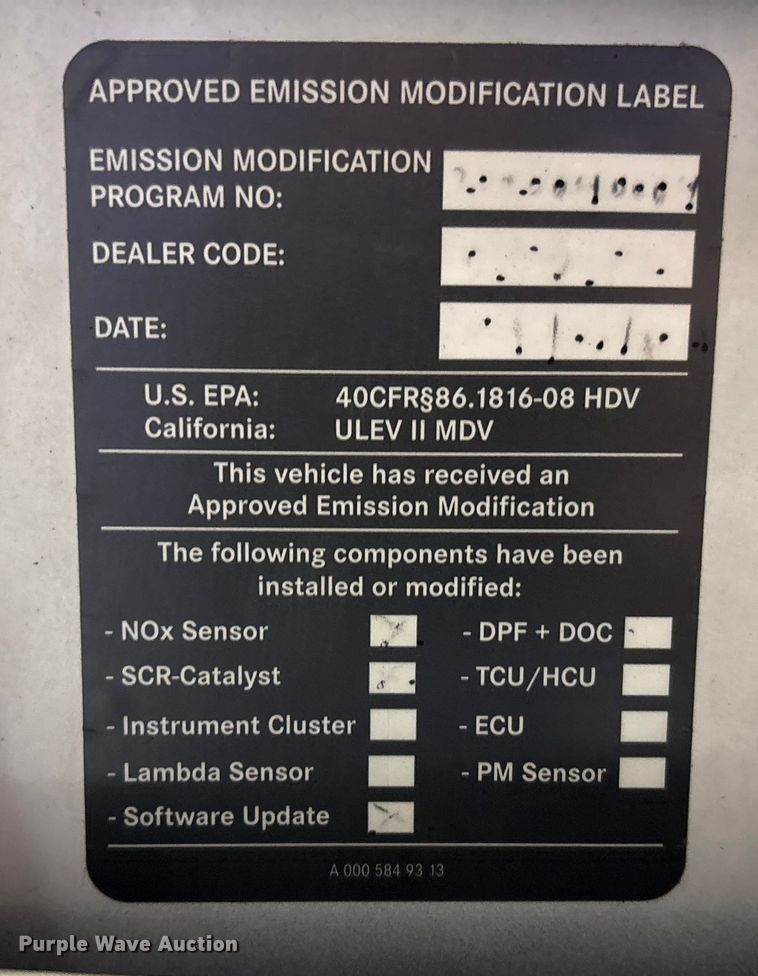 APPROVED EMISSION MODIFICATION LABEL
EMISSION MODIFICATION
PROGRAM NO:
DEALER CODE:
DATE:
U.S. EPA: 40CFR§86.1816-08 HDV
California: ULEV II MDV
This vehicle has received an
Approved Emission Modification
The following components have been
installed or modified:
- NOx Sensor - DPF + DOC
- SCR-Catalyst - TCU/HCU
- Instrument Cluster - ECU
- Lambda Sensor - PM Sensor
- Software Update
A 000 584 93 13
Purple Wave Auction